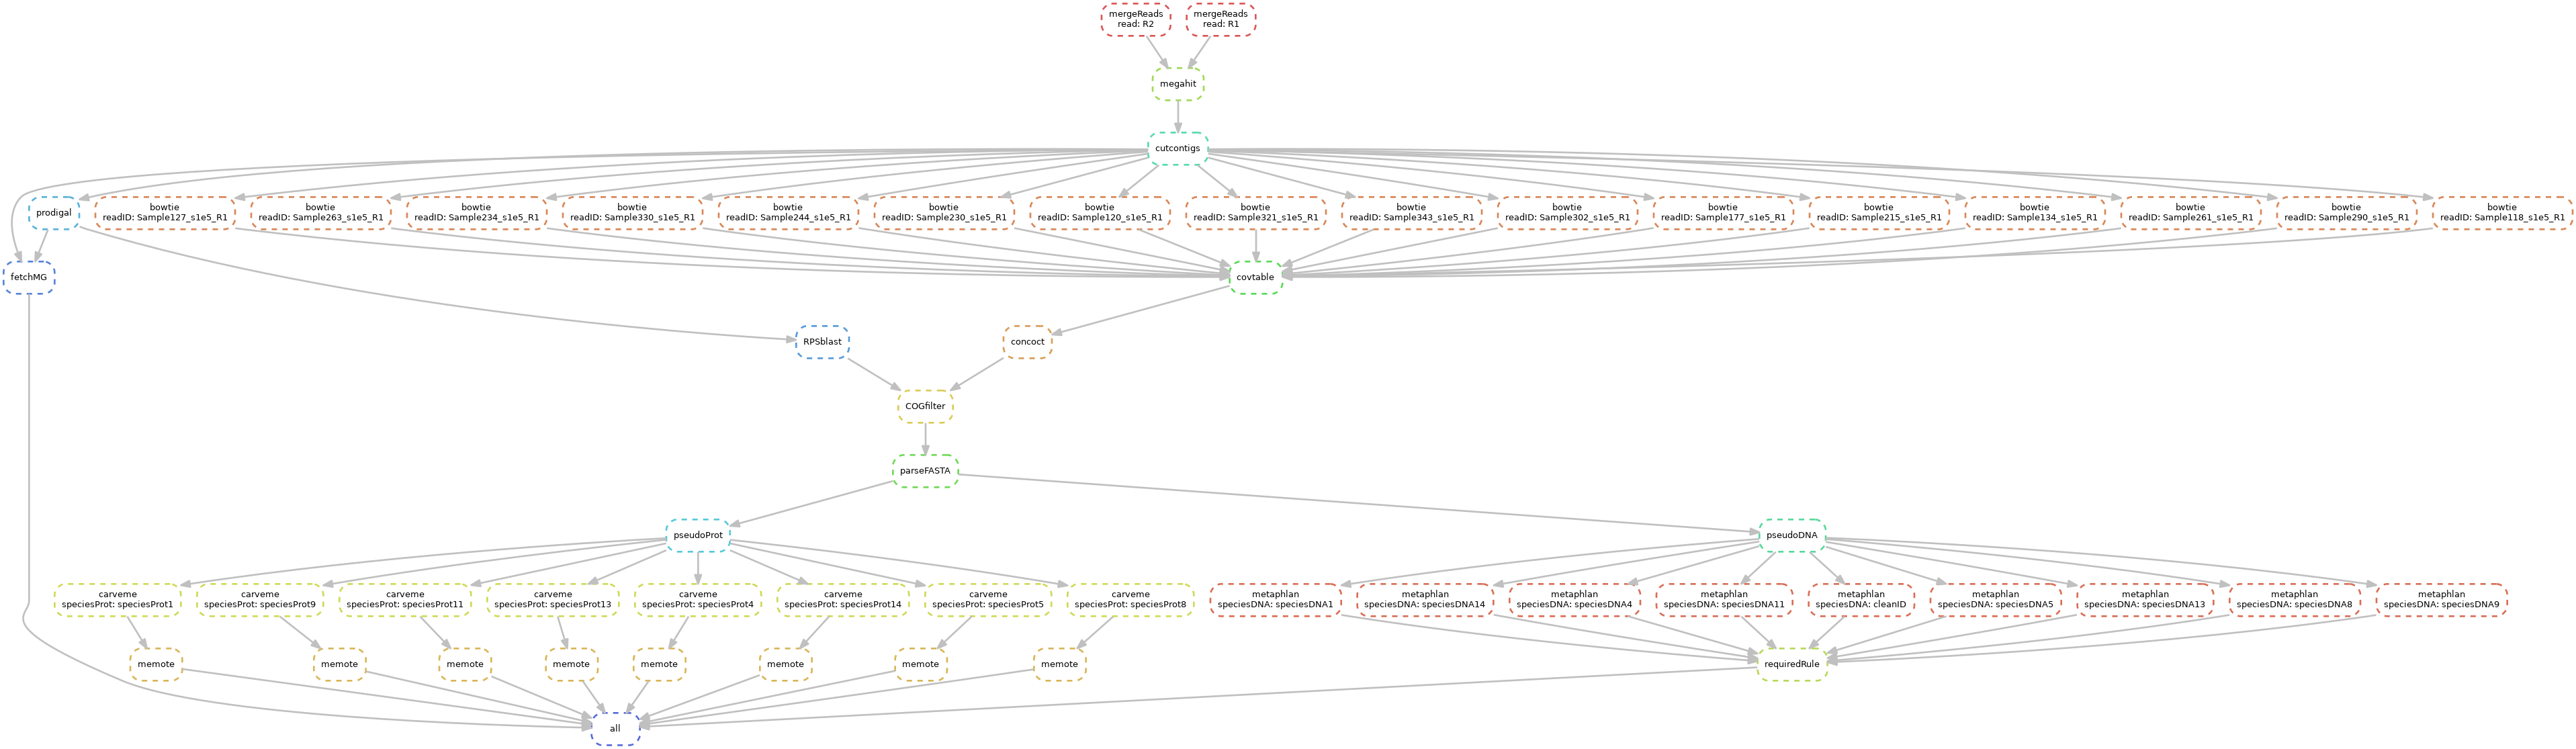 mergeReads
read: R2
mergeReads
read: R1
megahit
cutcontigs
prodigal
bowtie
readID: Sample127_s1e5_R1
bowtie
readID: Sample263_s1e5_R1
bowtie
readID: Sample234_s1e5_R1
bowtie
readID: Sample330_s1e5_R1
bowtie
readID: Sample244_s1e5_R1
bowtie
readID: Sample230_s1e5_R1
bowtie
readID: Sample120_s1e5_R1
bowtie
readID: Sample321_s1e5_R1
bowtie
readID: Sample343_s1e5_R1
bowtie
readID: Sample302_s1e5_R1
bowtie
readID: Sample177_s1e5_R1
bowtie
readID: Sample215_s1e5_R1
bowtie
readID: Sample134_s1e5_R1
bowtie
readID: Sample261_s1e5_R1
bowtie
readID: Sample290_s1e5_R1
bowtie
readID: Sample118_s1e5_R1
fetchMG
covtable
RPSblast
concoct
COGfilter
parseFASTA
pseudoProt
pseudoDNA
carveme
speciesProt: speciesProt1
carveme
speciesProt: speciesProt9
carveme
speciesProt: speciesProt11
carveme
speciesProt: speciesProt13
carveme
speciesProt: speciesProt4
carveme
speciesProt: speciesProt14
carveme
speciesProt: speciesProt5
carveme
speciesProt: speciesProt8
metaphlan
speciesDNA: speciesDNA1
metaphlan
speciesDNA: speciesDNA14
metaphlan
speciesDNA: speciesDNA4
metaphlan
speciesDNA: speciesDNA11
metaphlan
speciesDNA: cleanID
metaphlan
speciesDNA: speciesDNA5
metaphlan
speciesDNA: speciesDNA13
metaphlan
speciesDNA: speciesDNA8
metaphlan
speciesDNA: speciesDNA9
memote
memote
memote
memote
memote
memote
memote
memote
requiredRule
all